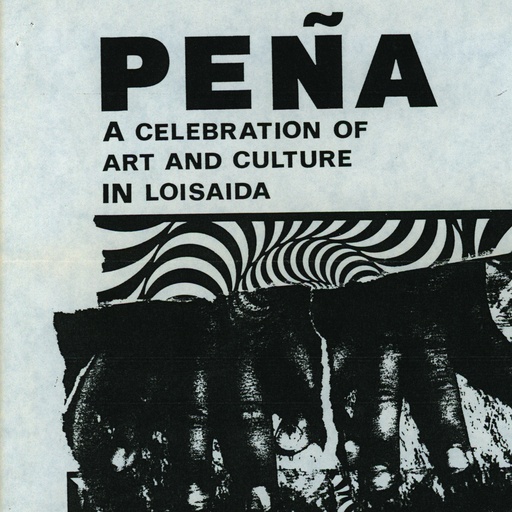 PEÑA
A CELEBRATION OF
ART AND CULTURE
IN LOISAIDA